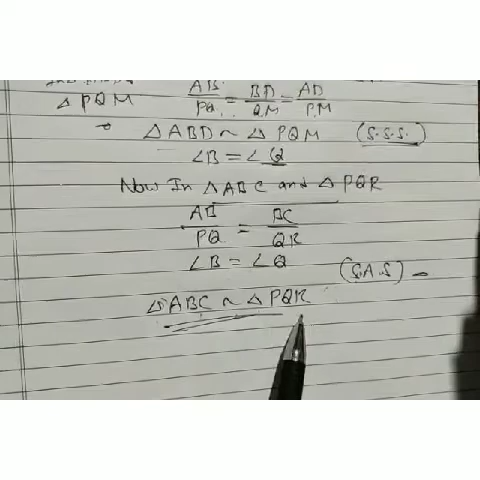 △ PQM
AB/PQ = BD/QM = AD/PM
△ ABD ~ △ PQM (S.S.S.)
∠B = ∠Q
Now In △ABC and △PQR
AB/PQ = BC/QR
∠B = ∠Q
(S.A.S) -
△ABC ~ △PQR